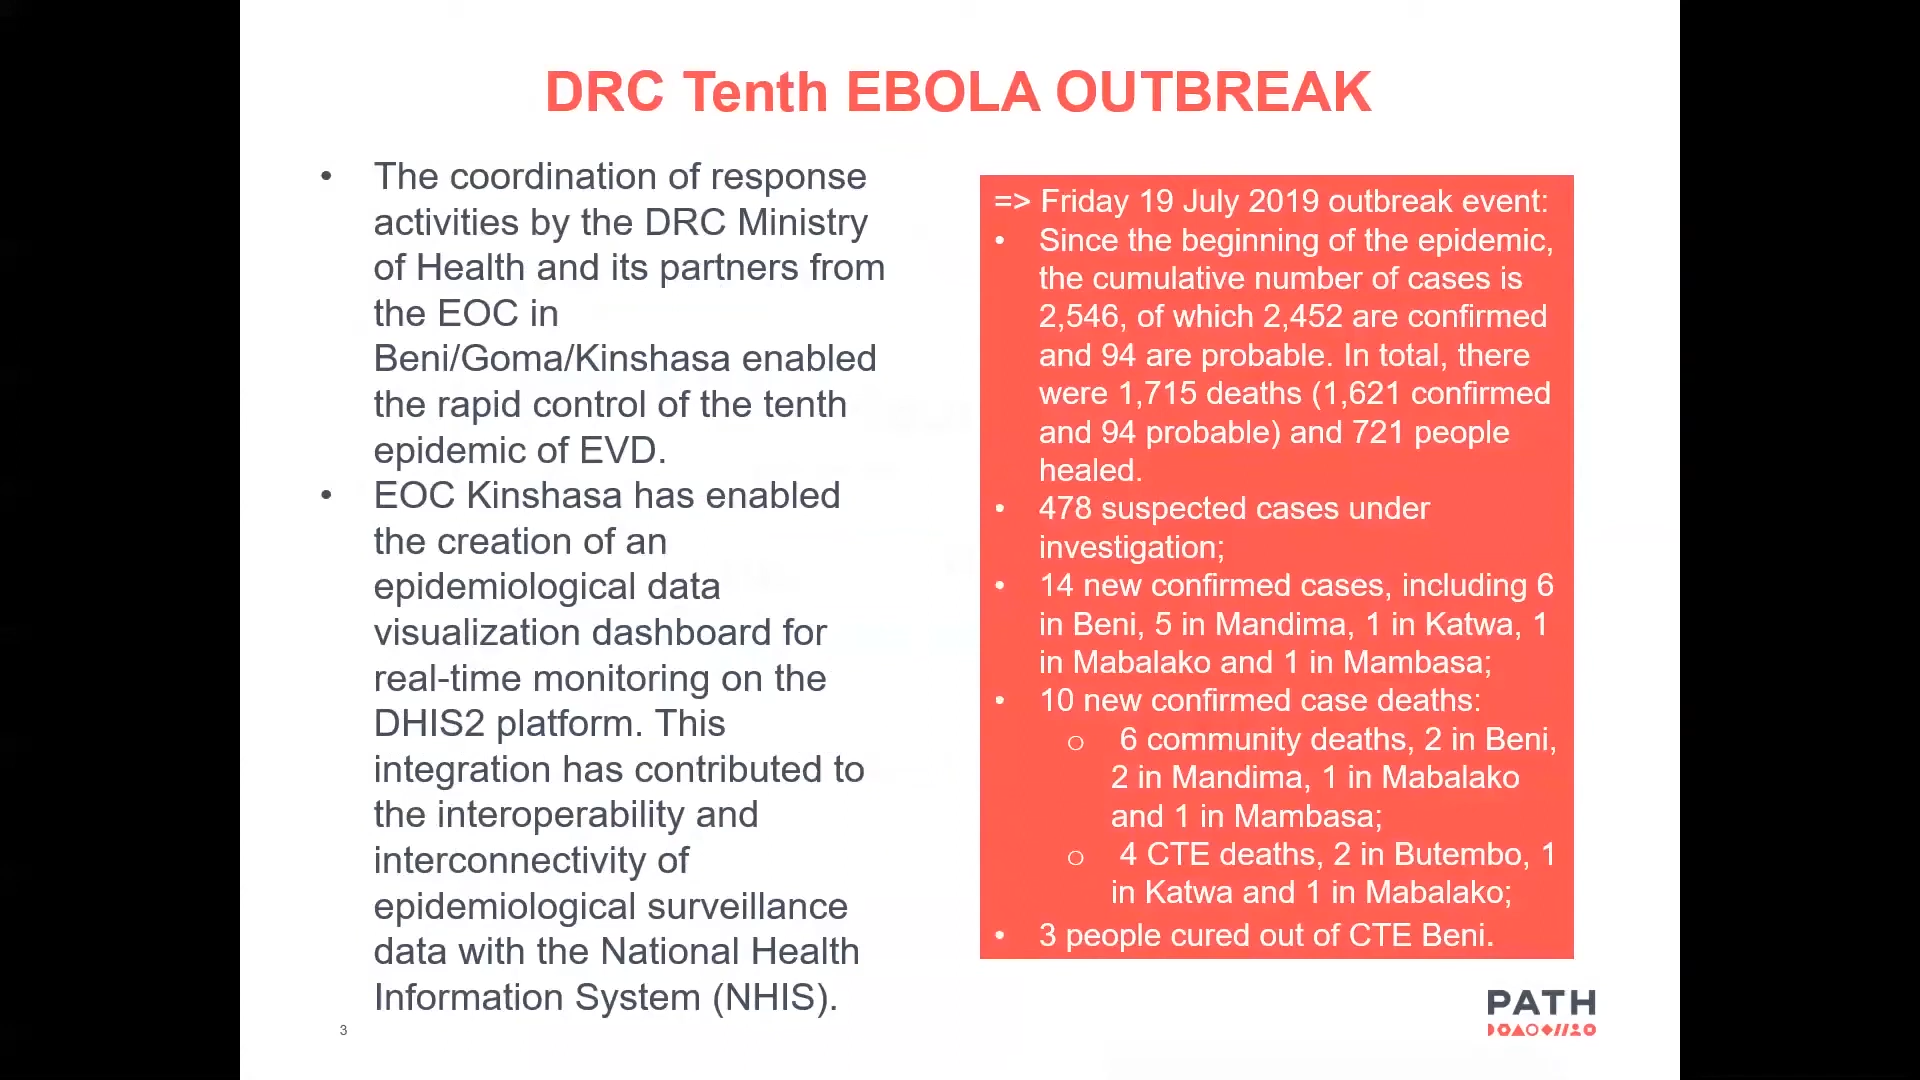 DRC Tenth EBOLA OUTBREAK
• The coordination of response
activities by the DRC Ministry
of Health and its partners from
the EOC in
Beni/Goma/Kinshasa enabled
the rapid control of the tenth
epidemic of EVD.
• EOC Kinshasa has enabled
the creation of an
epidemiological data
visualization dashboard for
real-time monitoring on the
DHIS2 platform. This
integration has contributed to
the interoperability and
interconnectivity of
epidemiological surveillance
data with the National Health
Information System (NHIS).
=> Friday 19 July 2019 outbreak event:
• Since the beginning of the epidemic,
the cumulative number of cases is
2,546, of which 2,452 are confirmed
and 94 are probable. In total, there
were 1,715 deaths (1,621 confirmed
and 94 probable) and 721 people
healed.
• 478 suspected cases under
investigation;
• 14 new confirmed cases, including 6
in Beni, 5 in Mandima, 1 in Katwa, 1
in Mabalako and 1 in Mambasa;
• 10 new confirmed case deaths:
o 6 community deaths, 2 in Beni,
2 in Mandima, 1 in Mabalako
and 1 in Mambasa;
o 4 CTE deaths, 2 in Butembo, 1
in Katwa and 1 in Mabalako;
• 3 people cured out of CTE Beni.
3
PATH